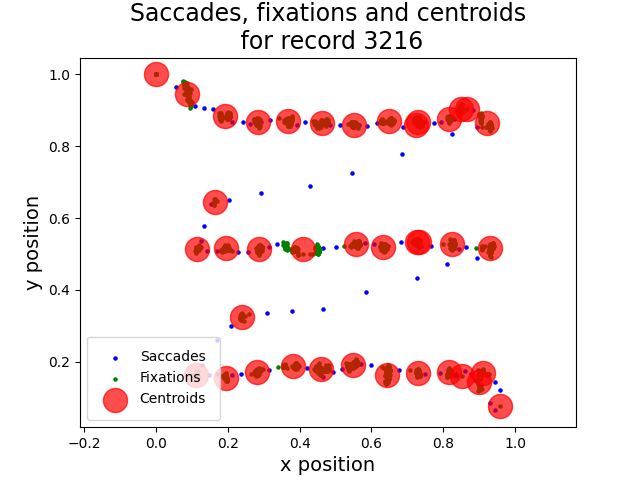 Saccades, fixations and centroids
for record 3216
y position
1.0
0.8
0.6
0.4
0.2
Saccades
Fixations
Centroids
−0.2 0.0 0.2 0.4 0.6 0.8 1.0
x position